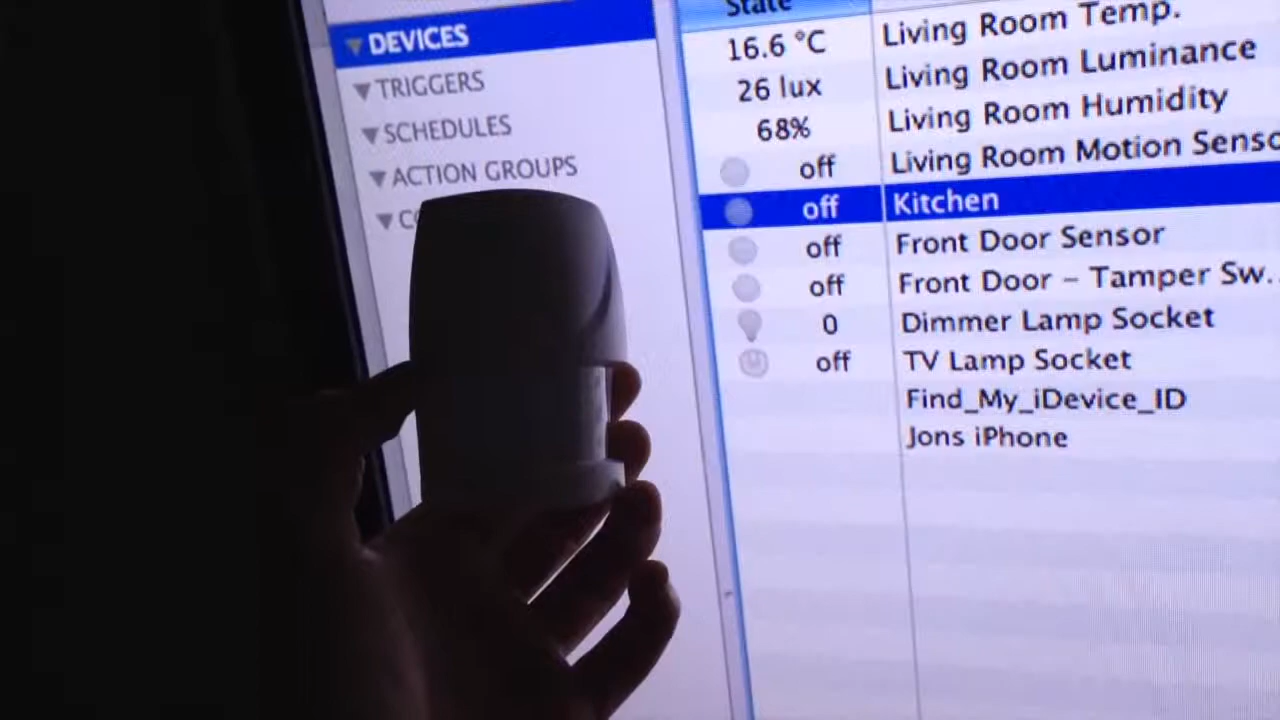 DEVICES
TRIGGERS
SCHEDULES
ACTION GROUPS
State
16.6 °C Living Room Temp.
26 lux Living Room Luminance
68% Living Room Humidity
off Living Room Motion Senso
off Kitchen
off Front Door Sensor
off Front Door – Tamper Sw...
0 Dimmer Lamp Socket
off TV Lamp Socket
Find_My_iDevice_ID
Jons iPhone